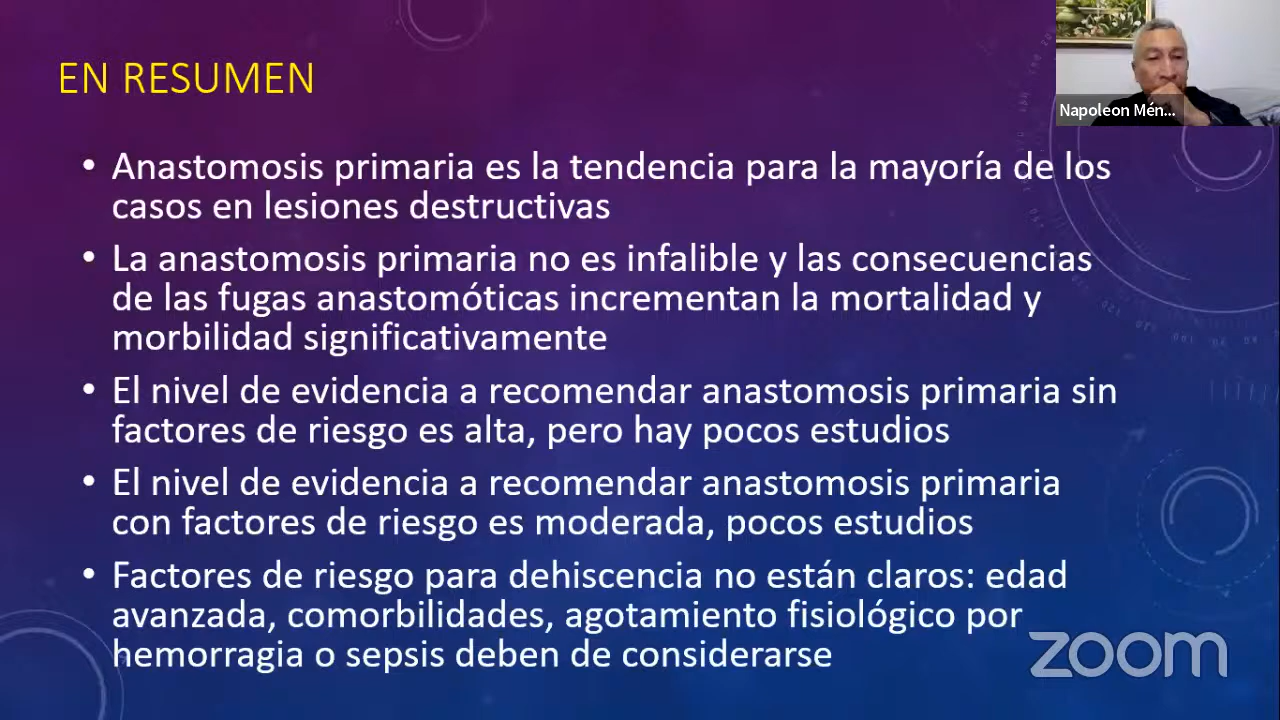 EN RESUMEN
Napoleon Mén...
• Anastomosis primaria es la tendencia para la mayoría de los
casos en lesiones destructivas
• La anastomosis primaria no es infalible y las consecuencias
de las fugas anastomóticas incrementan la mortalidad y
morbilidad significativamente
• El nivel de evidencia a recomendar anastomosis primaria sin
factores de riesgo es alta, pero hay pocos estudios
• El nivel de evidencia a recomendar anastomosis primaria
con factores de riesgo es moderada, pocos estudios
• Factores de riesgo para dehiscencia no están claros: edad
avanzada, comorbilidades, agotamiento fisiológico por
hemorragia o sepsis deben de considerarse
zoom